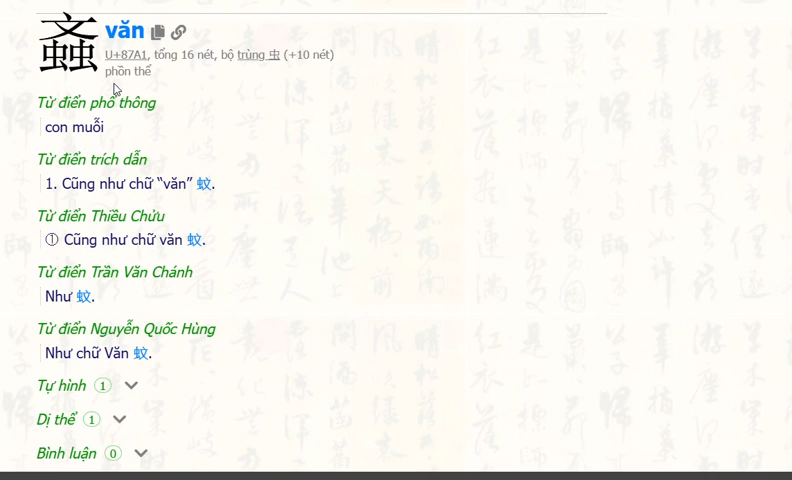 螡 văn
U+87A1, tổng 16 nét, bộ trùng 虫 (+10 nét)
phồn thể
Từ điển phổ thông
con muỗi
Từ điển trích dẫn
1. Cũng như chữ “văn” 蚊.
Từ điển Thiều Chửu
① Cũng như chữ văn 蚊.
Từ điển Trần Văn Chánh
Như 蚊.
Từ điển Nguyễn Quốc Hùng
Như chữ Văn 蚊.
Tự hình 1
Dị thể 1
Bình luận 0